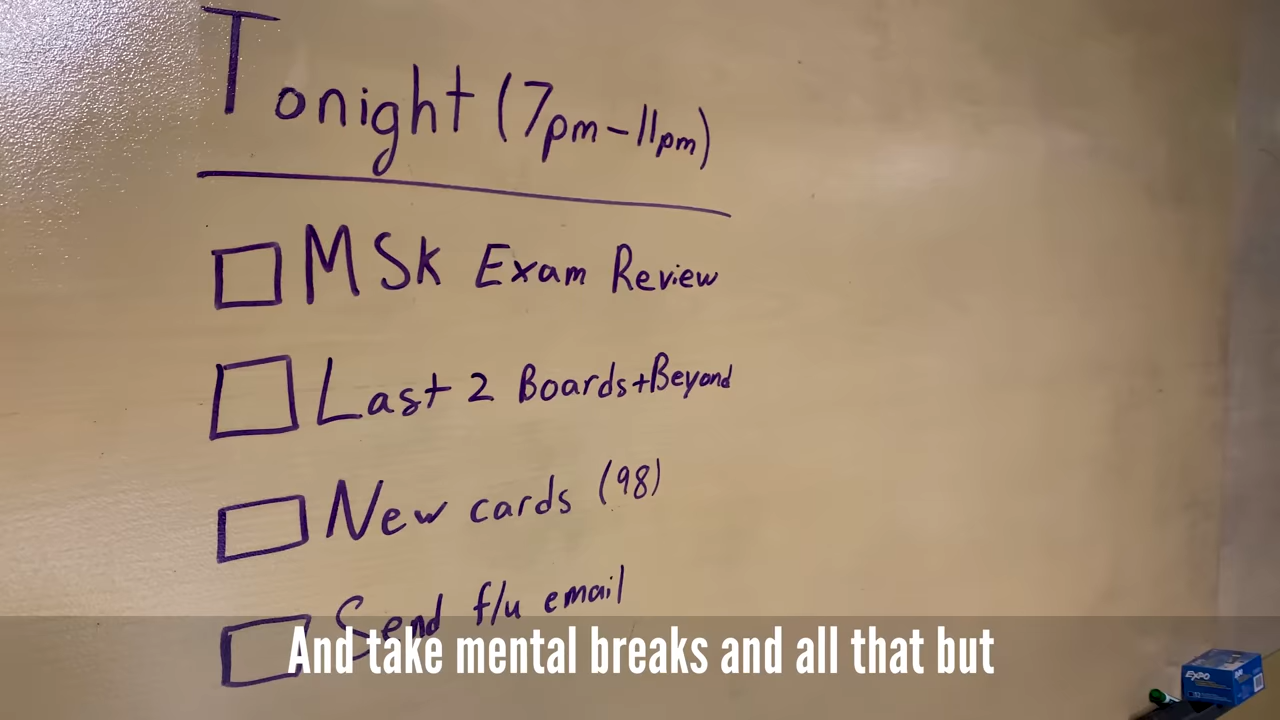 Tonight (7pm-11pm)
MSK Exam Review
Last 2 Boards+Beyond
New cards (98)
Send f/u email
And take mental breaks and all that but
EXPO